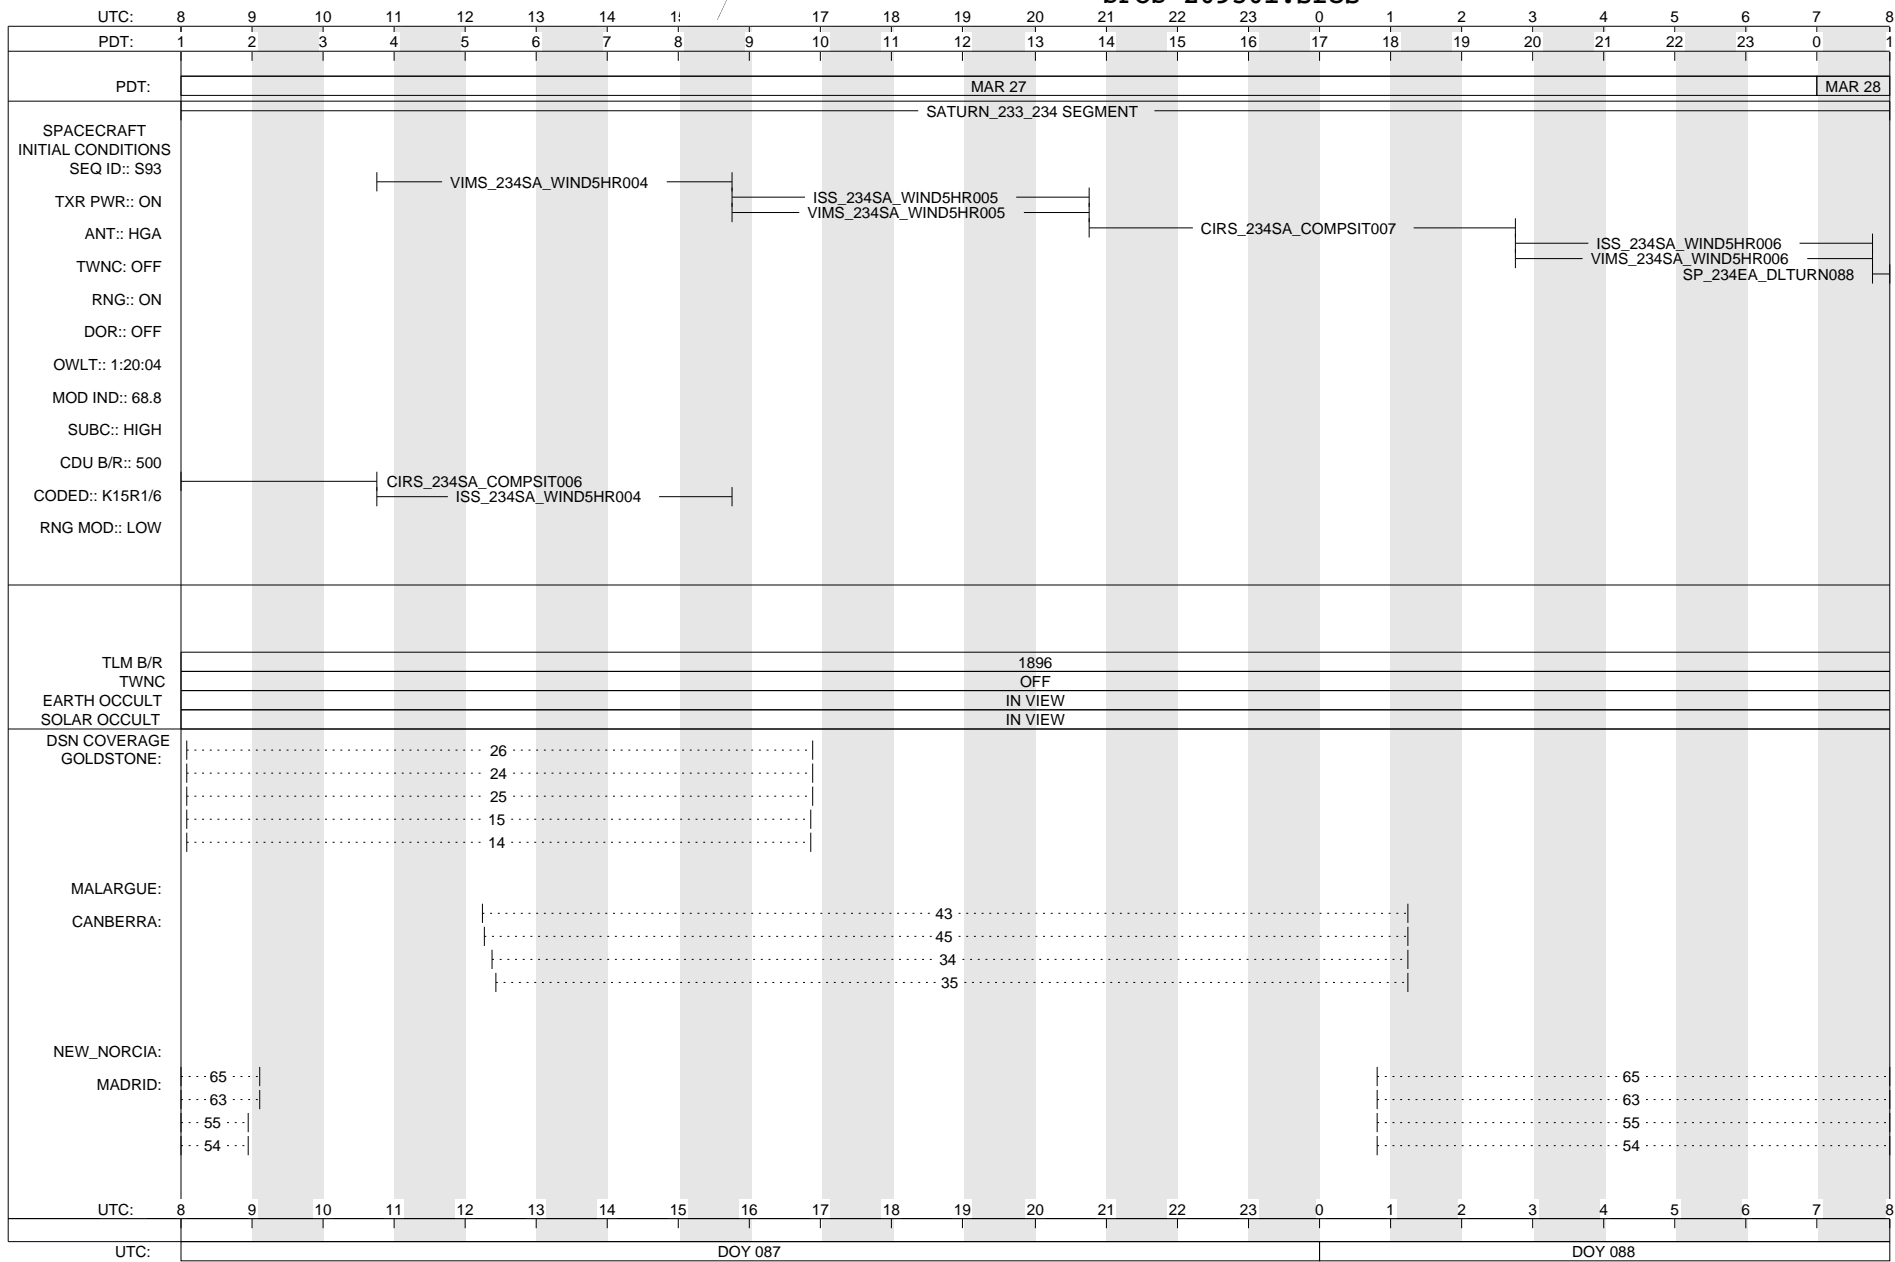 UTC: 8 9 10 11 12 13 14 17 18 19 20 21 22 23 0 1 2 3 4 5 6 7 8
PDT: 1 2 3 4 5 6 7 8 9 10 11 12 13 14 15 16 17 18 19 20 21 22 23 0 1
PDT: MAR 27 MAR 28
SATURN_233_234 SEGMENT
SPACECRAFT
INITIAL CONDITIONS
SEQ ID:: S93
VIMS_234SA_WIND5HR004
TXR PWR:: ON
ISS_234SA_WIND5HR005
VIMS_234SA_WIND5HR005
ANT:: HGA
CIRS_234SA_COMPSIT007
ISS_234SA_WIND5HR006
VIMS_234SA_WIND5HR006
TWNC: OFF
SP_234EA_DLTURN088
RNG:: ON
DOR:: OFF
OWLT:: 1:20:04
MOD IND:: 68.8
SUBC:: HIGH
CDU B/R:: 500
CIRS_234SA_COMPSIT006
CODED:: K15R1/6
ISS_234SA_WIND5HR004
RNG MOD:: LOW
TLM B/R 1896
TWNC OFF
EARTH OCCULT IN VIEW
SOLAR OCCULT IN VIEW
DSN COVERAGE
GOLDSTONE:
26
24
25
15
14
MALARGUE:
CANBERRA:
43
45
34
35
NEW_NORCIA:
MADRID:
65 65
63 63
55 55
54 54
UTC: 8 9 10 11 12 13 14 15 16 17 18 19 20 21 22 23 0 1 2 3 4 5 6 7 8
UTC: DOY 087 DOY 088